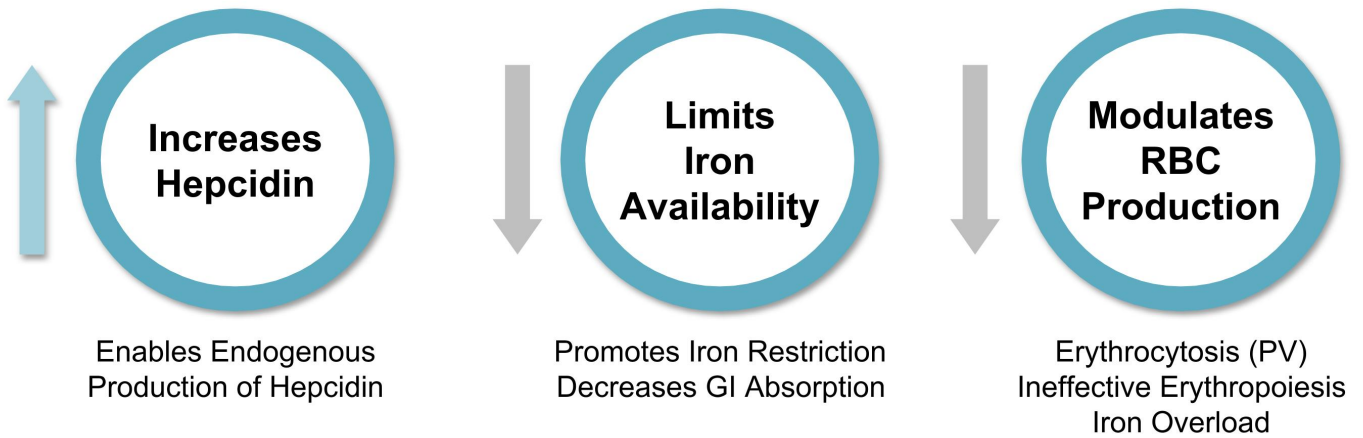 Increases
Hepcidin
Enables Endogenous
Production of Hepcidin
Limits
Iron
Availability
Promotes Iron Restriction
Decreases GI Absorption
Modulates
RBC
Production
Erythrocytosis (PV)
Ineffective Erythropoiesis
Iron Overload